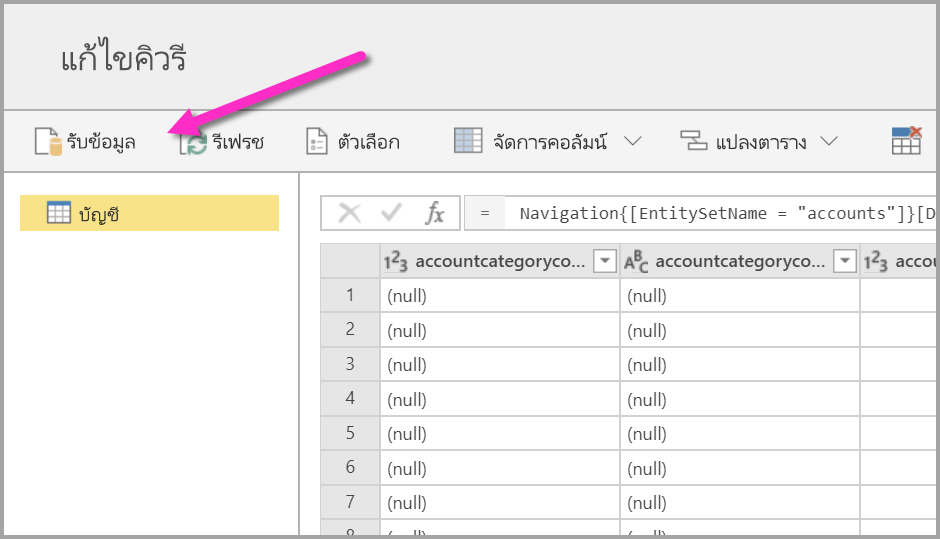 แก้ไขคิวรี
รับข้อมูล รีเฟรช ตัวเลือก จัดการคอลัมน์ แปลงตาราง
บัญชี
fx = Navigation{[EntitySetName = "accounts"]}[D
1²3 accountcategoryco... ABC accountcategoryco... 1²3 accou
1 (null) (null)
2 (null) (null)
3 (null) (null)
4 (null) (null)
5 (null) (null)
6 (null) (null)
7 (null) (null)
8 (null) (null)